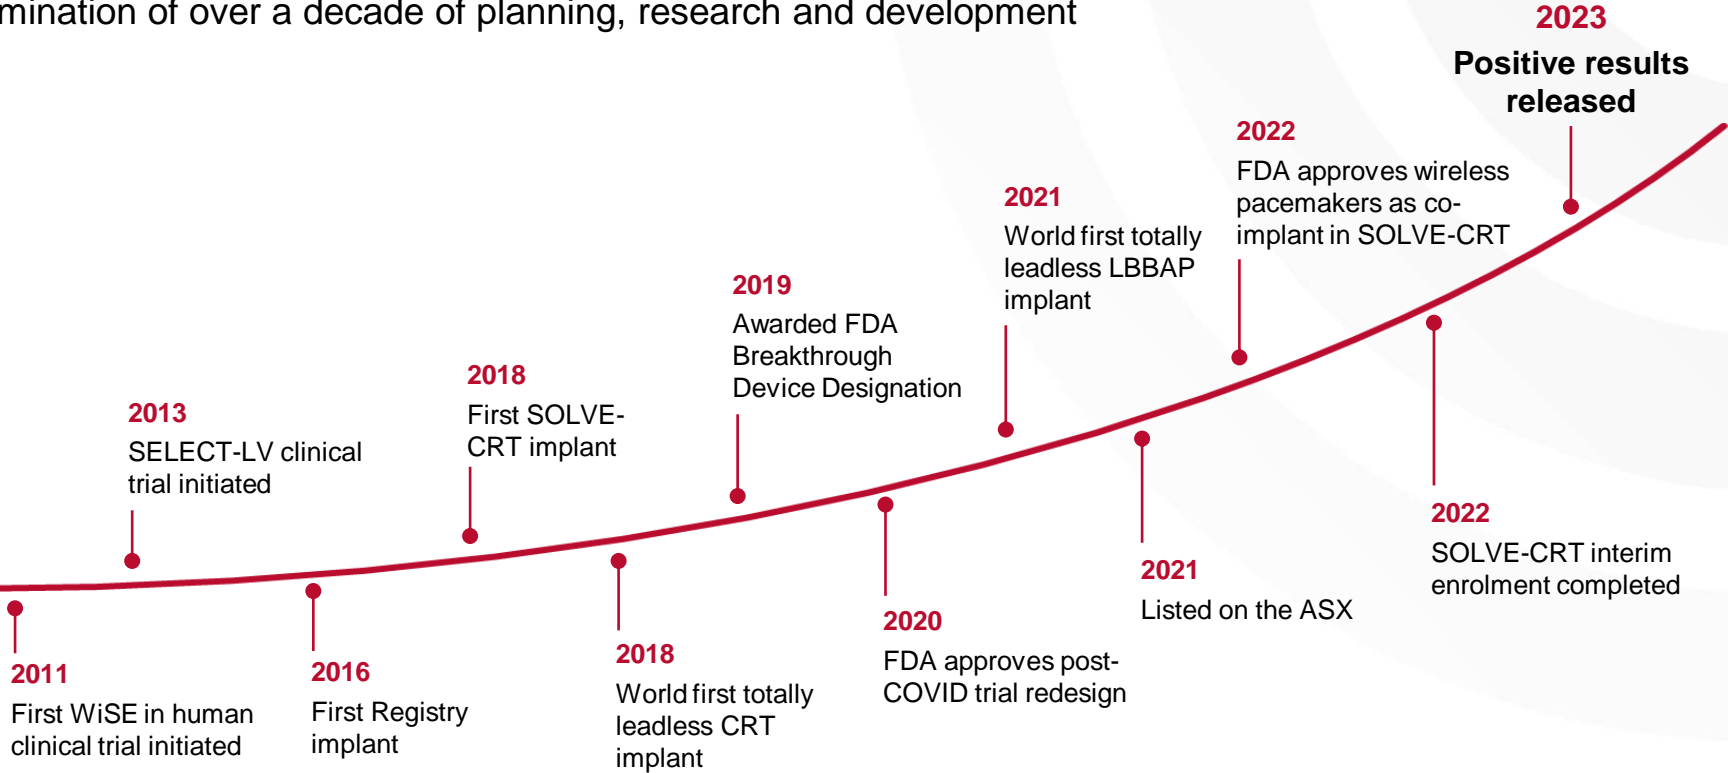 mination of over a decade of planning, research and development
2023
Positive results
released
2022
FDA approves wireless
pacemakers as co-
implant in SOLVE-CRT
2021
World first totally
leadless LBBAP
implant
2019
Awarded FDA
Breakthrough
Device Designation
2018
First SOLVE-
CRT implant
2013
SELECT-LV clinical
trial initiated
2011
First WiSE in human
clinical trial initiated
2016
First Registry
implant
2018
World first totally
leadless CRT
implant
2020
FDA approves post-
COVID trial redesign
2021
Listed on the ASX
2022
SOLVE-CRT interim
enrolment completed